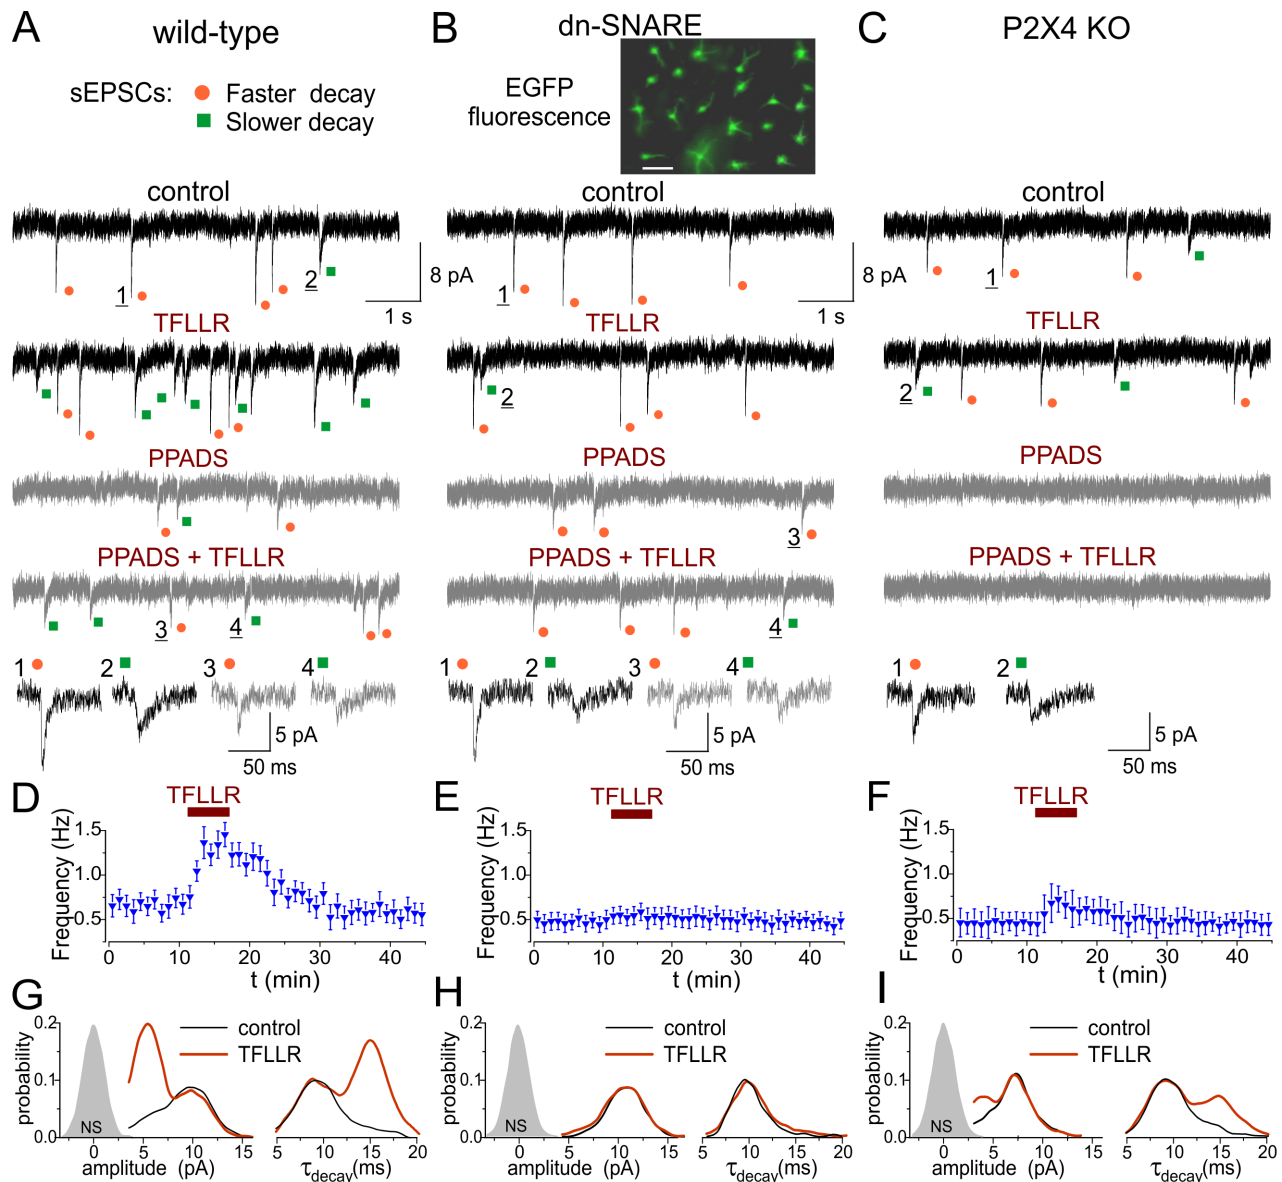 A wild-type B dn-SNARE C P2X4 KO
sEPSCs: Faster decay
Slower decay
EGFP
fluorescence
control control control
1 2 8 pA
1 s
1 8 pA
1 s
1
TFLLR TFLLR TFLLR
2 2
PPADS PPADS PPADS
3
PPADS + TFLLR PPADS + TFLLR PPADS + TFLLR
3 4 4
1 2 3 4 1 2 3 4 1 2
5 pA 5 pA 5 pA
50 ms 50 ms 50 ms
D TFLLR
Frequency (Hz)
1.5
1.0
0.5
0 10 20 30 40
t (min)
E TFLLR
Frequency (Hz)
1.5
1.0
0.5
0 10 20 30 40
t (min)
F TFLLR
Frequency (Hz)
1.5
1.0
0.5
0 10 20 30 40
t (min)
G control
TFLLR
probability
0.2
0.1
0.0
NS
0 5 10 15 5 10 15 20
amplitude (pA) τdecay(ms)
H control
TFLLR
probability
0.2
0.1
0.0
NS
0 5 10 15 5 10 15 20
amplitude (pA) τdecay(ms)
I control
TFLLR
probability
0.2
0.1
0.0
NS
0 5 10 15 5 10 15 20
amplitude (pA) τdecay(ms)